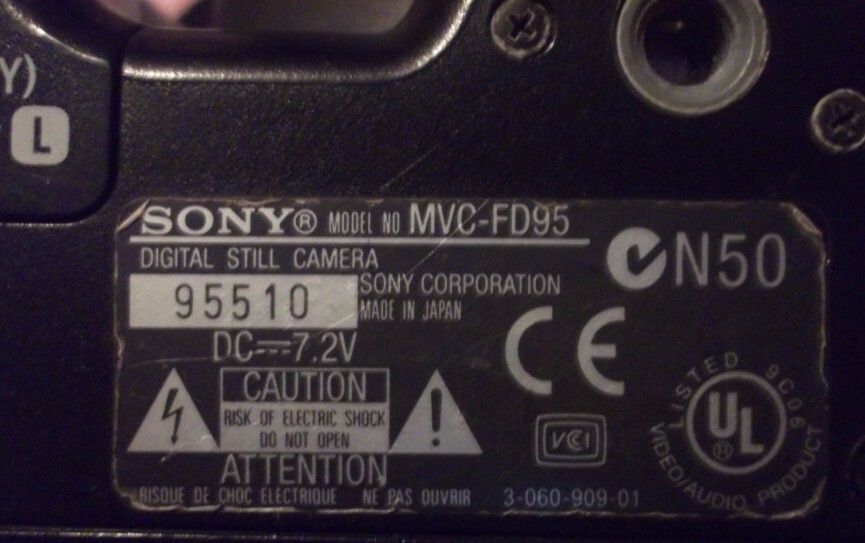 Y)
L
SONY® MODEL NO MVC-FD95
N50
DIGITAL STILL CAMERA
95510
SONY CORPORATION
MADE IN JAPAN
DC⎓7.2V
CE
CAUTION
RISK OF ELECTRIC SHOCK
DO NOT OPEN
ATTENTION
RISQUE DE CHOC ELECTRIQUE NE PAS OUVRIR
VCI
3-060-909-01
LISTED 9C06
UL®
VIDEO/AUDIO PRODUCT